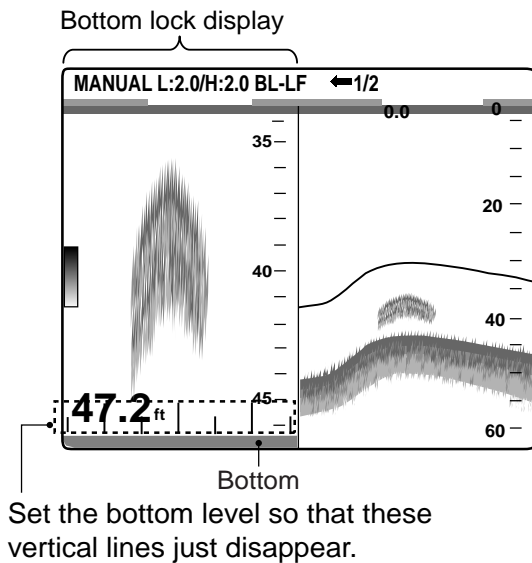 Bottom lock display
MANUAL L:2.0/H:2.0 BL-LF ⬅1/2
0.0
0
35
20
40
40
45
47.2 ft
60
Bottom
Set the bottom level so that these
vertical lines just disappear.